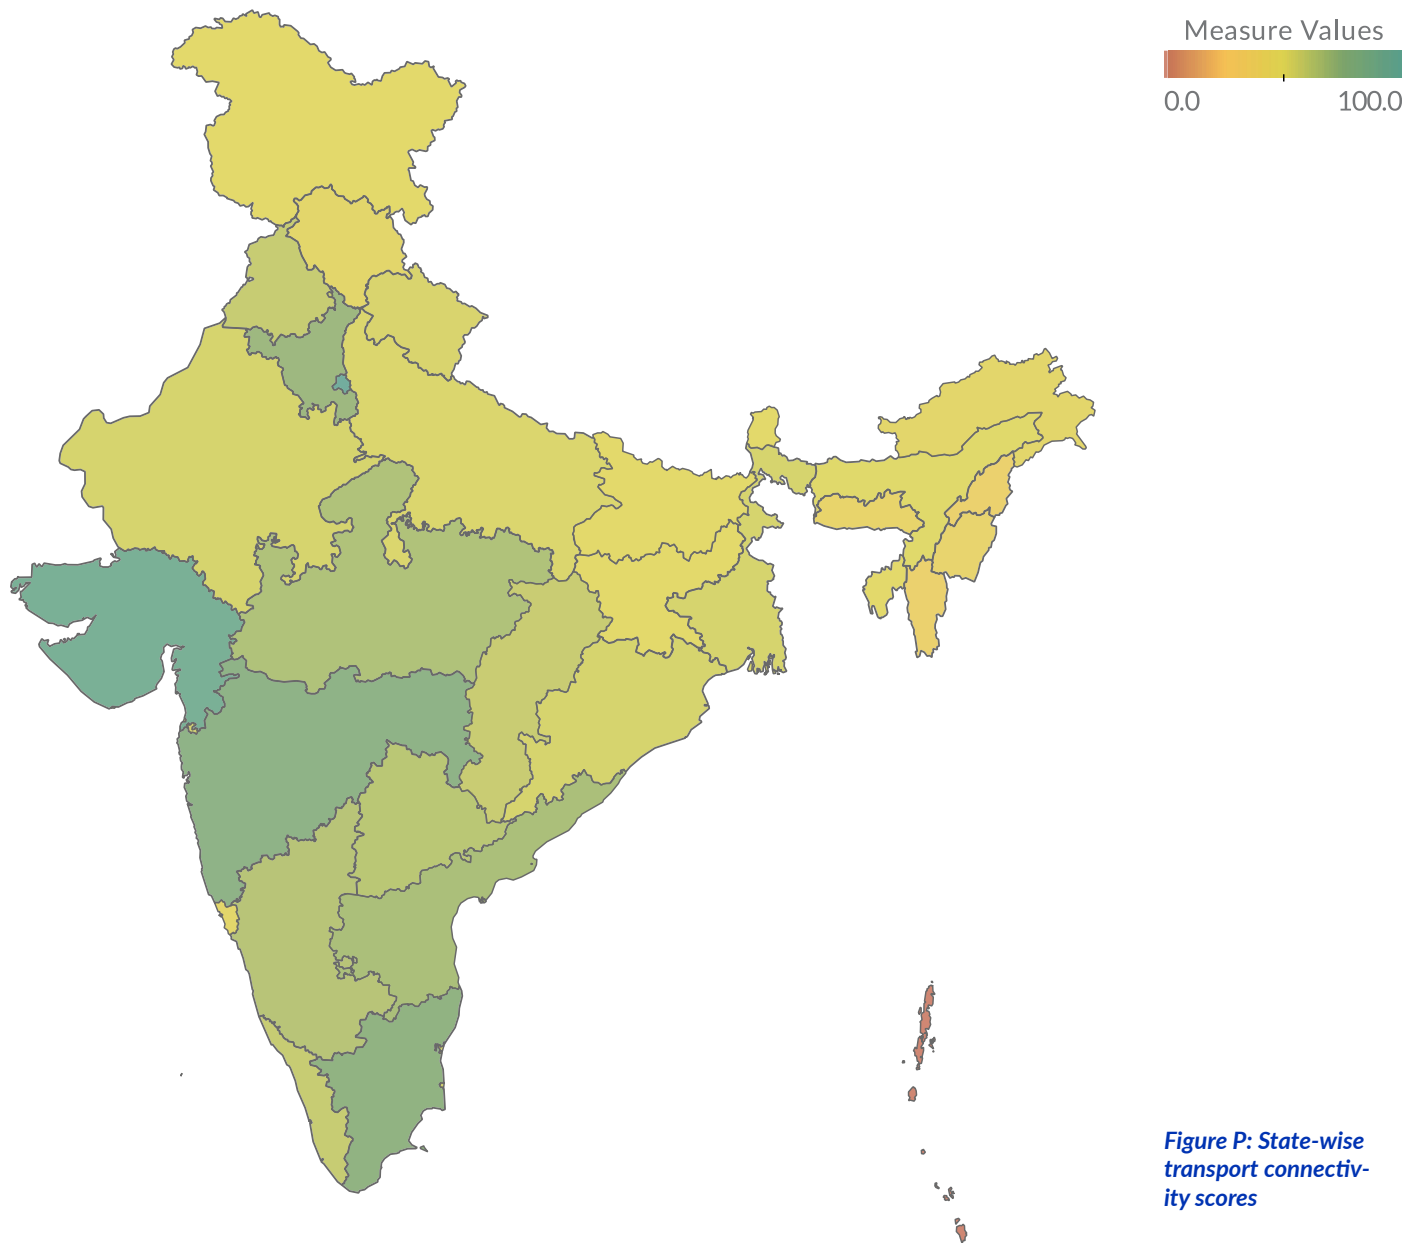 Measure Values
0.0 100.0
Figure P: State-wise
transport connectiv-
ity scores